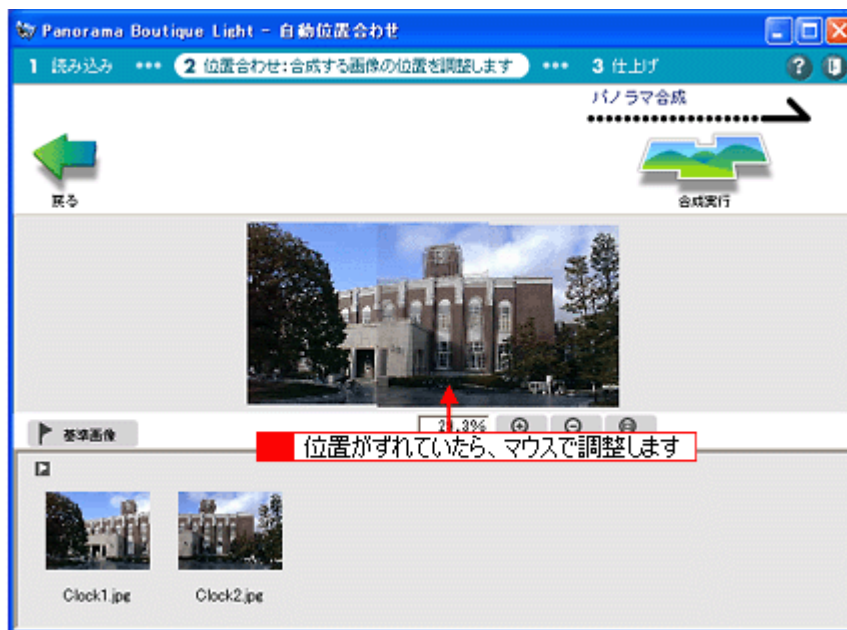 Panorama Boutique Light - 自動位置合わせ
1 読み込み ••• 2 位置合わせ:合成する画像の位置を調整します ••• 3 仕上げ ?
パノラマ合成
戻る
合成実行
基準画像
位置がずれていたら、マウスで調整します
Clock1.jpg
Clock2.jpg